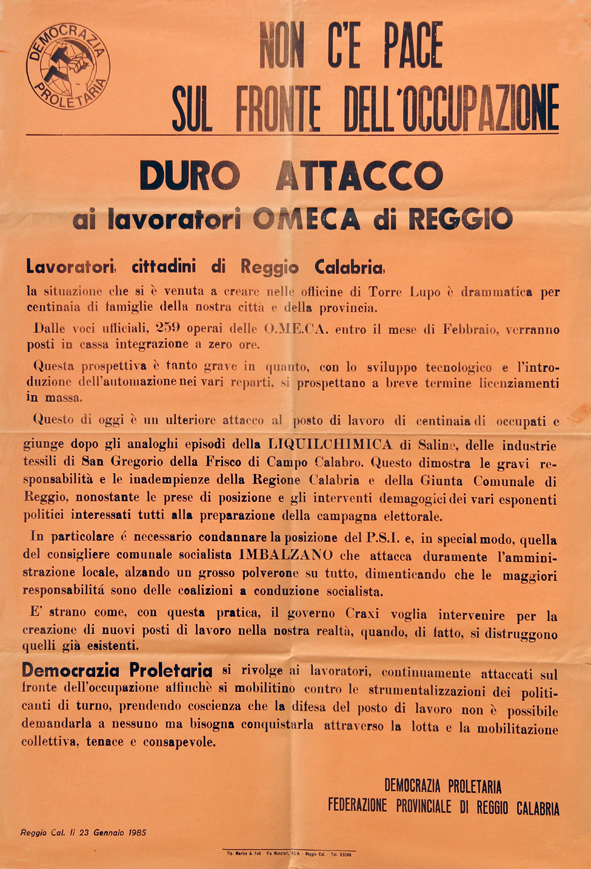 DEMOCRAZIA
PROLETARIA
NON C'E PACE
SUL FRONTE DELL'OCCUPAZIONE
DURO ATTACCO
ai lavoratori OMECA di REGGIO
Lavoratori, cittadini di Reggio Calabria,
la situazione che si è venuta a creare nelle officine di Torre Lupo è drammatica per
centinaia di famiglie della nostra città e della provincia.
Dalle voci ufficiali, 259 operai delle O.ME.CA. entro il mese di Febbraio, verranno
posti in cassa integrazione a zero ore.
Questa prospettiva è tanto grave in quanto, con lo sviluppo tecnologico e l'intro-
duzione dell'automazione nei vari reparti, si prospettano a breve termine licenziamenti
in massa.
Questo di oggi è un ulteriore attacco al posto di lavoro di centinaia di occupati e
giunge dopo gli analoghi episodi della LIQUILCHIMICA di Saline, delle industrie
tessili di San Gregorio della Frisco di Campo Calabro. Questo dimostra le gravi re-
sponsabilità e le inadempienze della Regione Calabria e della Giunta Comunale di
Reggio, nonostante le prese di posizione e gli interventi demagogici dei vari esponenti
politici interessati tutti alla preparazione della campagna elettorale.
In particolare é necessario condannare la posizione del P.S.I. e, in special modo, quella
del consigliere comunale socialista IMBALZANO che attacca duramente l'ammini-
strazione locale, alzando un grosso polverone su tutto, dimenticando che le maggiori
responsabilitá sono delle coalizioni a conduzione socialista.
E' strano come, con questa pratica, il governo Craxi voglia intervenire per la
creazione di nuovi posti di lavoro nella nostra realtà, quando, di fatto, si distruggono
quelli già esistenti.
Democrazia Proletaria si rivolge ai lavoratori, continuamente attaccati sul
fronte dell'occupazione affinchè si mobilitino contro le strumentalizzazioni dei politi-
canti di turno, prendendo coscienza che la difesa del posto di lavoro non è possibile
demandarla a nessuno ma bisogna conquistarla attraverso la lotta e la mobilitazione
collettiva, tenace e consapevole.
DEMOCRAZIA PROLETARIA
FEDERAZIONE PROVINCIALE DI REGGIO CALABRIA
Reggio Cal. lì 23 Gennaio 1985
Tip. Marino & Feti - Via - Reggio Cal. - Tel.